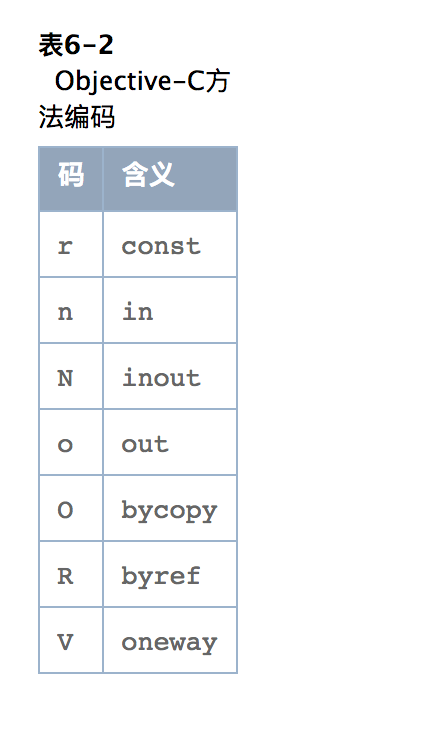 表6-2
Objective-C方
法编码
码 含义
r const
n in
N inout
o out
O bycopy
R byref
V oneway